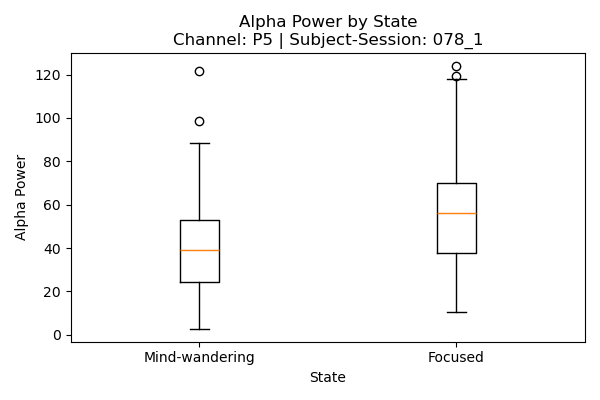 Alpha Power by State
Channel: P5 | Subject-Session: 078_1
120
100
80
60
40
20
0
Alpha Power
Mind-wandering
Focused
State